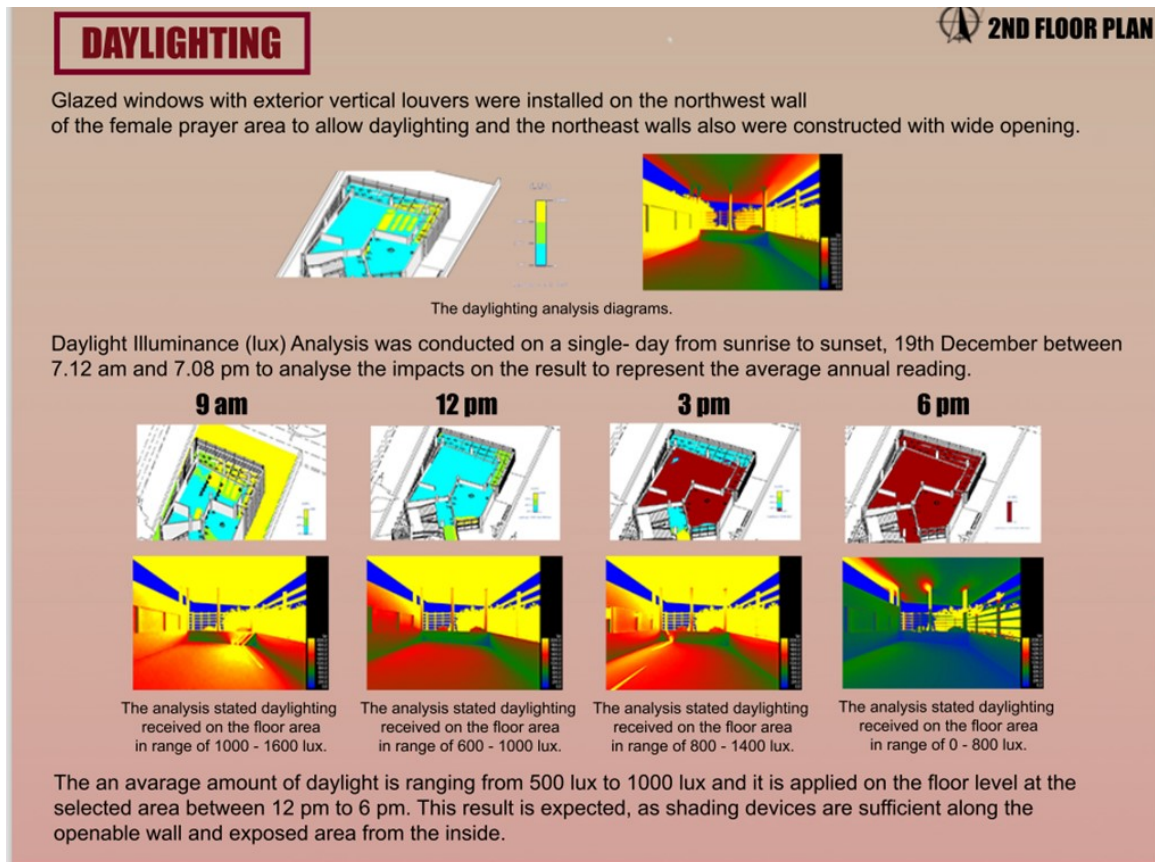 DAYLIGHTING
2ND FLOOR PLAN
Glazed windows with exterior vertical louvers were installed on the northwest wall
of the female prayer area to allow daylighting and the northeast walls also were constructed with wide opening.
The daylighting analysis diagrams.
Daylight Illuminance (lux) Analysis was conducted on a single- day from sunrise to sunset, 19th December between
7.12 am and 7.08 pm to analyse the impacts on the result to represent the average annual reading.
9 am
12 pm
3 pm
6 pm
The analysis stated daylighting
received on the floor area
in range of 1000 - 1600 lux.
The analysis stated daylighting
received on the floor area
in range of 600 - 1000 lux.
The analysis stated daylighting
received on the floor area
in range of 800 - 1400 lux.
The analysis stated daylighting
received on the floor area
in range of 0 - 800 lux.
The an avarage amount of daylight is ranging from 500 lux to 1000 lux and it is applied on the floor level at the
selected area between 12 pm to 6 pm. This result is expected, as shading devices are sufficient along the
openable wall and exposed area from the inside.